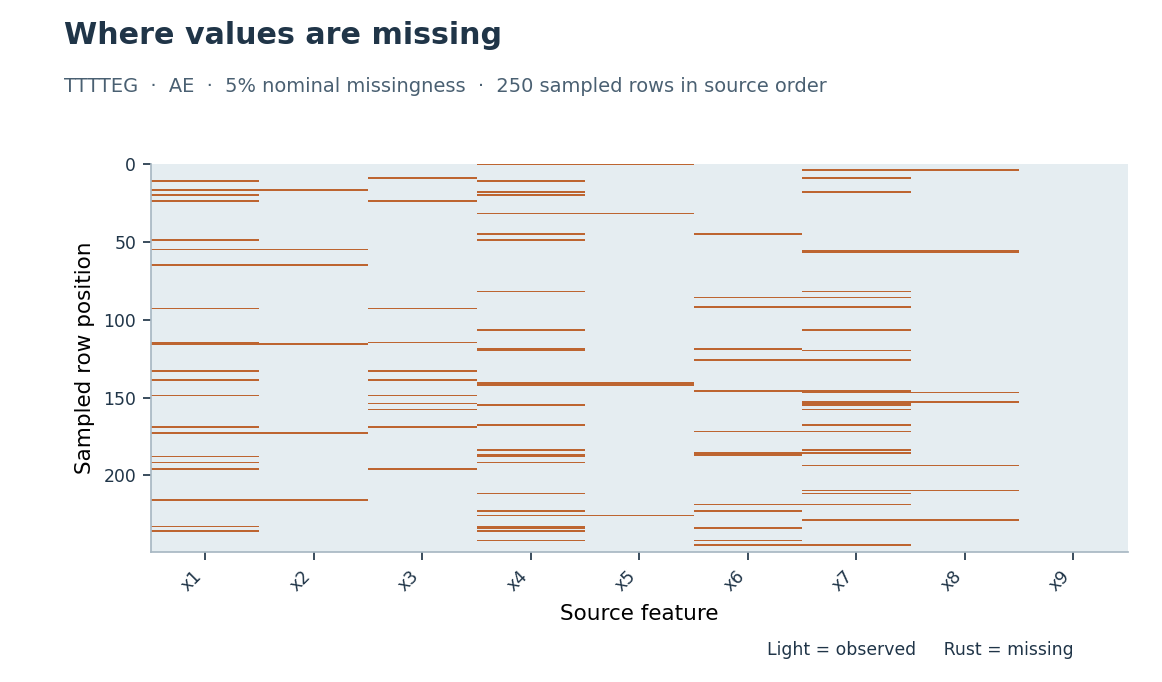 Where values are missing
TTTTEG · AE · 5% nominal missingness · 250 sampled rows in source order
0
50
100
150
200
Sampled row position
x1 x2 x3 x4 x5 x6 x7 x8 x9
Source feature
Light = observed Rust = missing